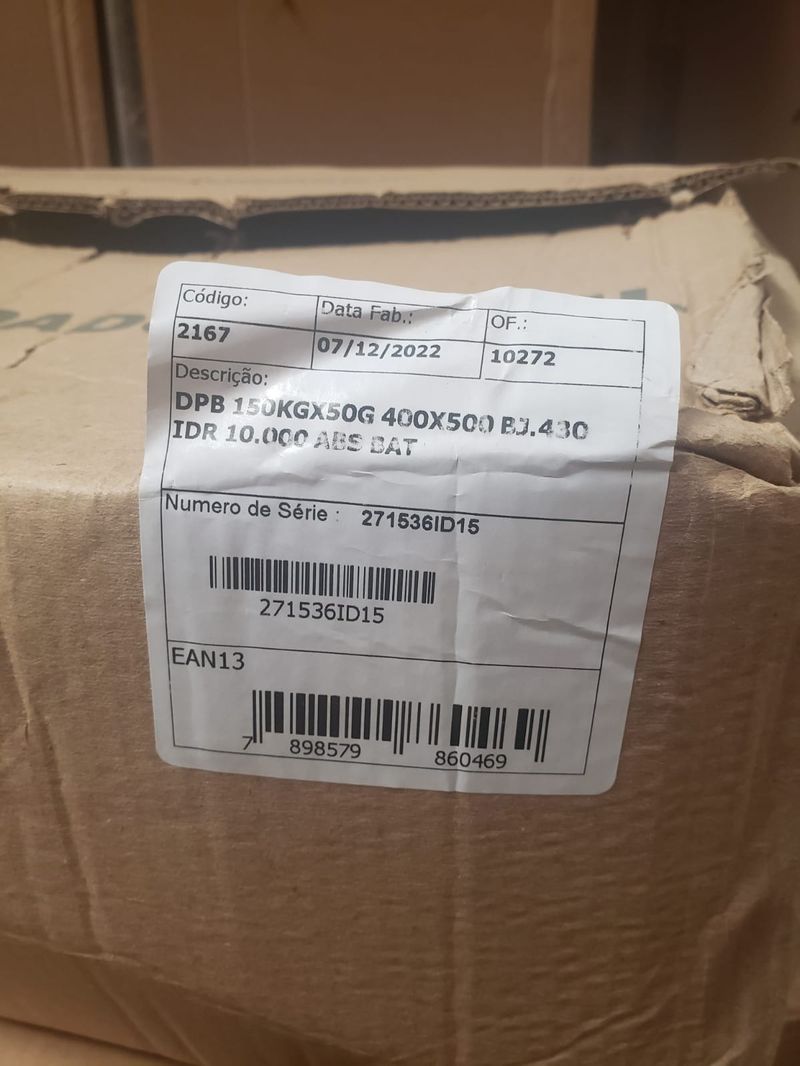 Código:
Data Fab.:
OF.:
2167
07/12/2022
10272
Descrição:
DPB 150KGX50G 400X500 BJ.430
IDR 10.000 ABS BAT
Numero de Série : 271536ID15
271536ID15
EAN13
7 898579 860469